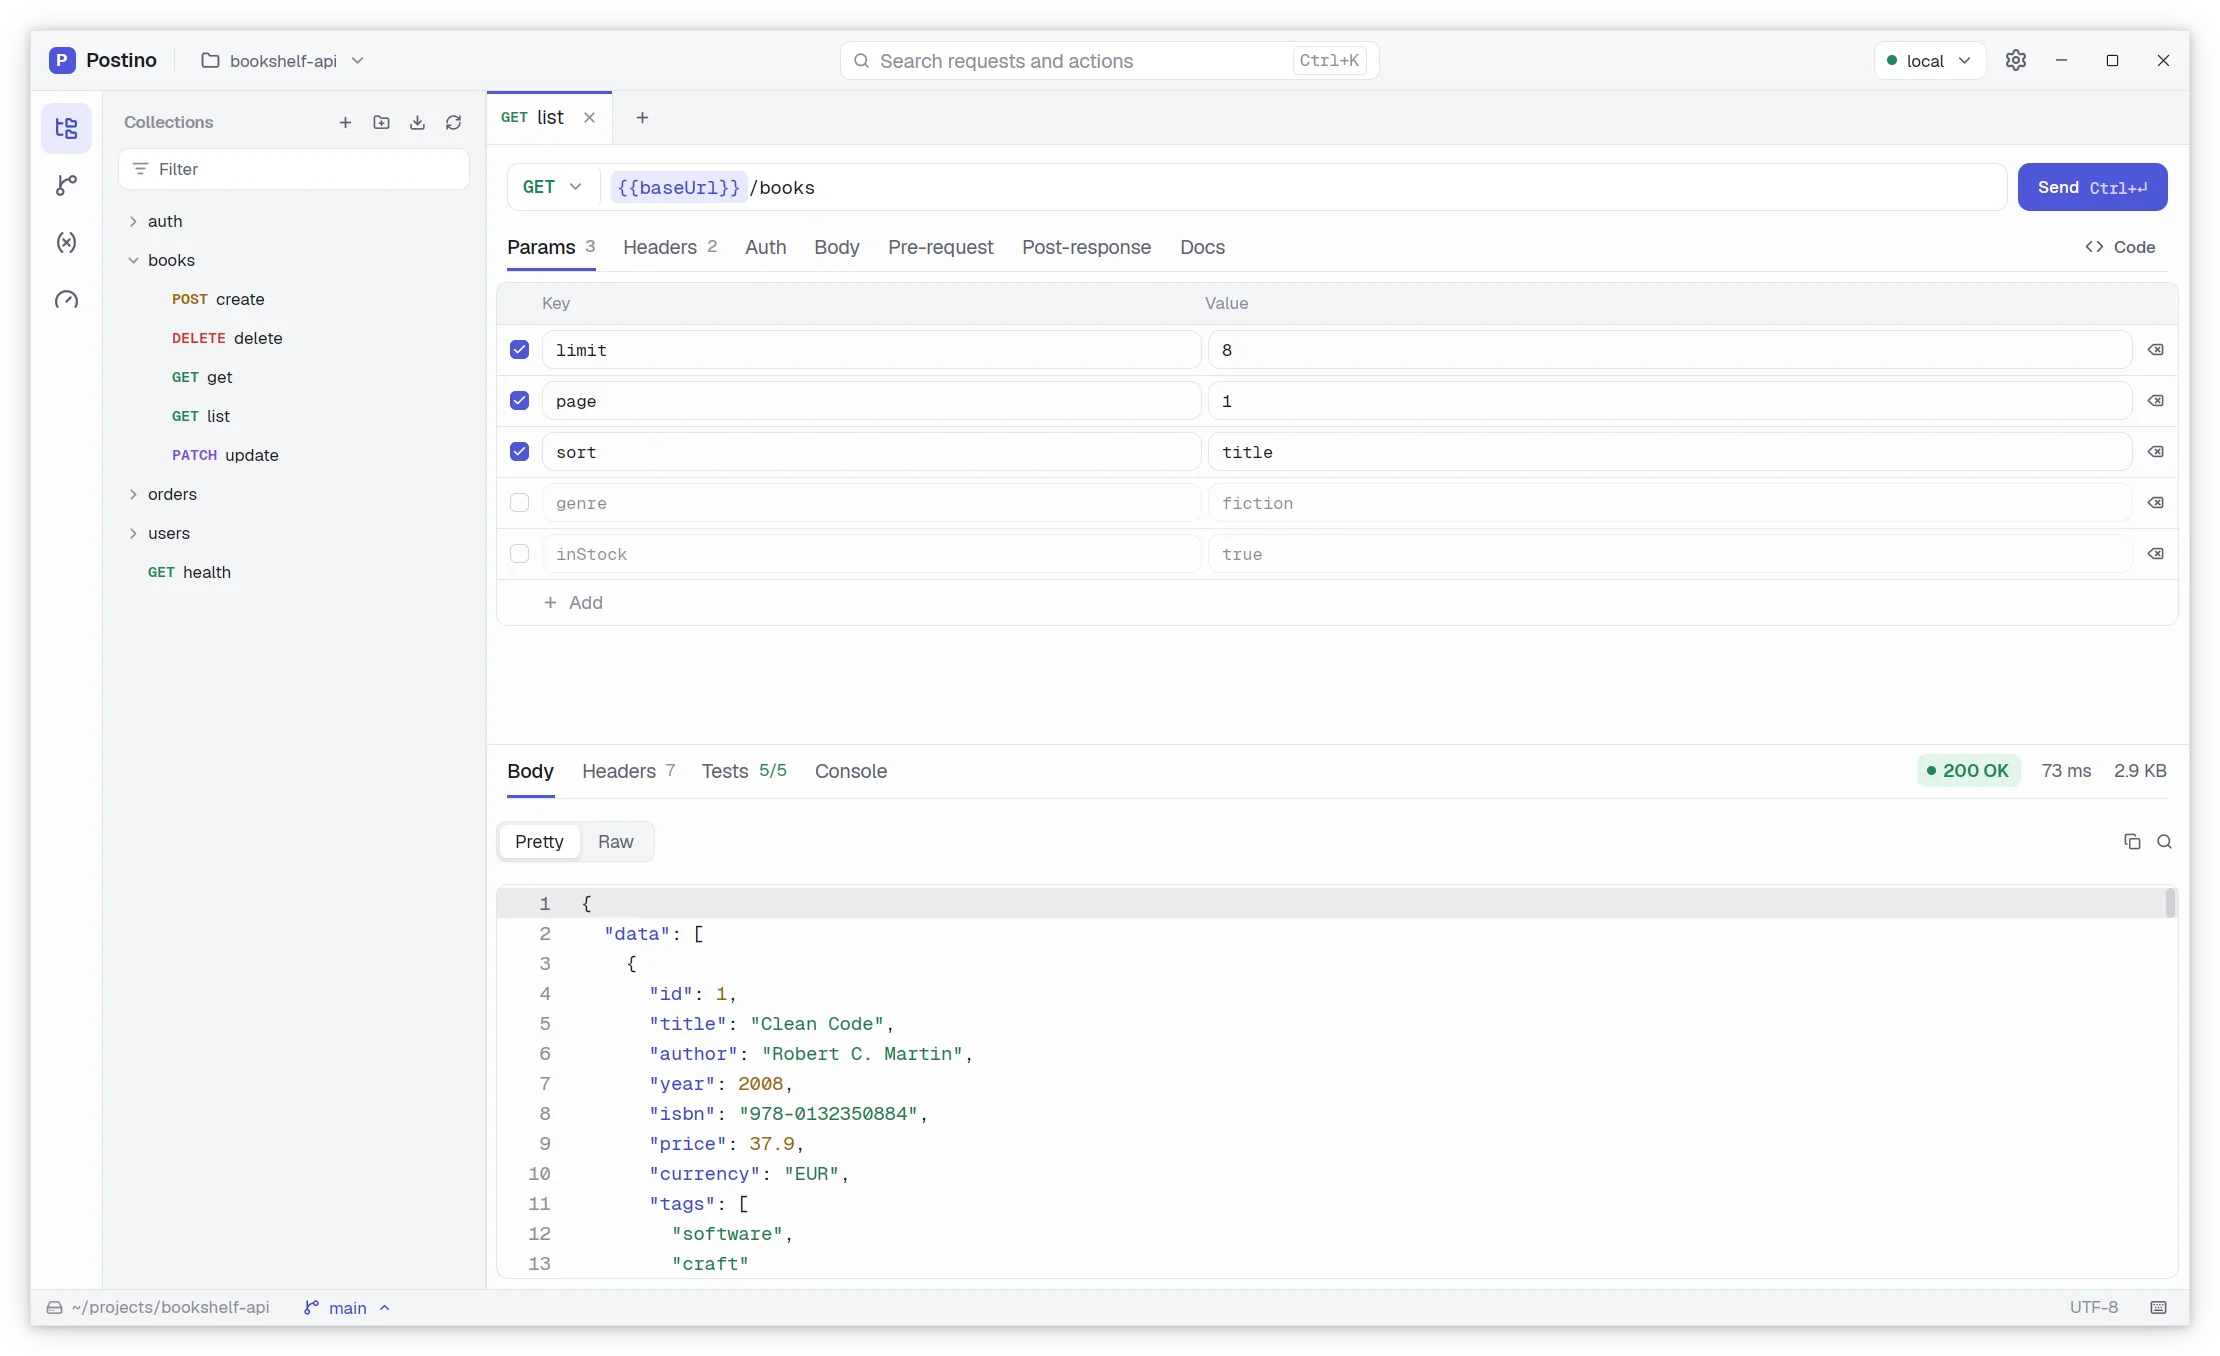 P Postino bookshelf-api Search requests and actions Ctrl+K local
Collections
Filter
auth
books
POST create
DELETE delete
GET get
GET list
PATCH update
orders
users
GET health
GET list
GET {{baseUrl}}/books Send Ctrl+↵
Params 3 Headers 2 Auth Body Pre-request Post-response Docs Code
Key Value
limit 8
page 1
sort title
genre fiction
inStock true
Add
Body Headers 7 Tests 5/5 Console 200 OK 73 ms 2.9 KB
Pretty Raw
1 {
2 "data": [
3 {
4 "id": 1,
5 "title": "Clean Code",
6 "author": "Robert C. Martin",
7 "year": 2008,
8 "isbn": "978-0132350884",
9 "price": 37.9,
10 "currency": "EUR",
11 "tags": [
12 "software",
13 "craft"
~/projects/bookshelf-api main UTF-8